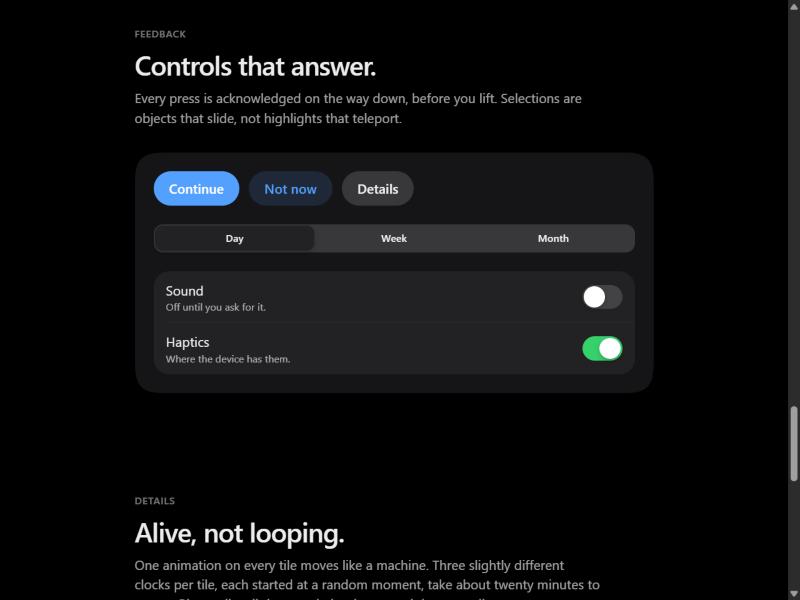 FEEDBACK
Controls that answer.
Every press is acknowledged on the way down, before you lift. Selections are
objects that slide, not highlights that teleport.
Continue
Not now
Details
Day
Week
Month
Sound
Off until you ask for it.
Haptics
Where the device has them.
DETAILS
Alive, not looping.
One animation on every tile moves like a machine. Three slightly different
clocks per tile, each started at a random moment, take about twenty minutes to